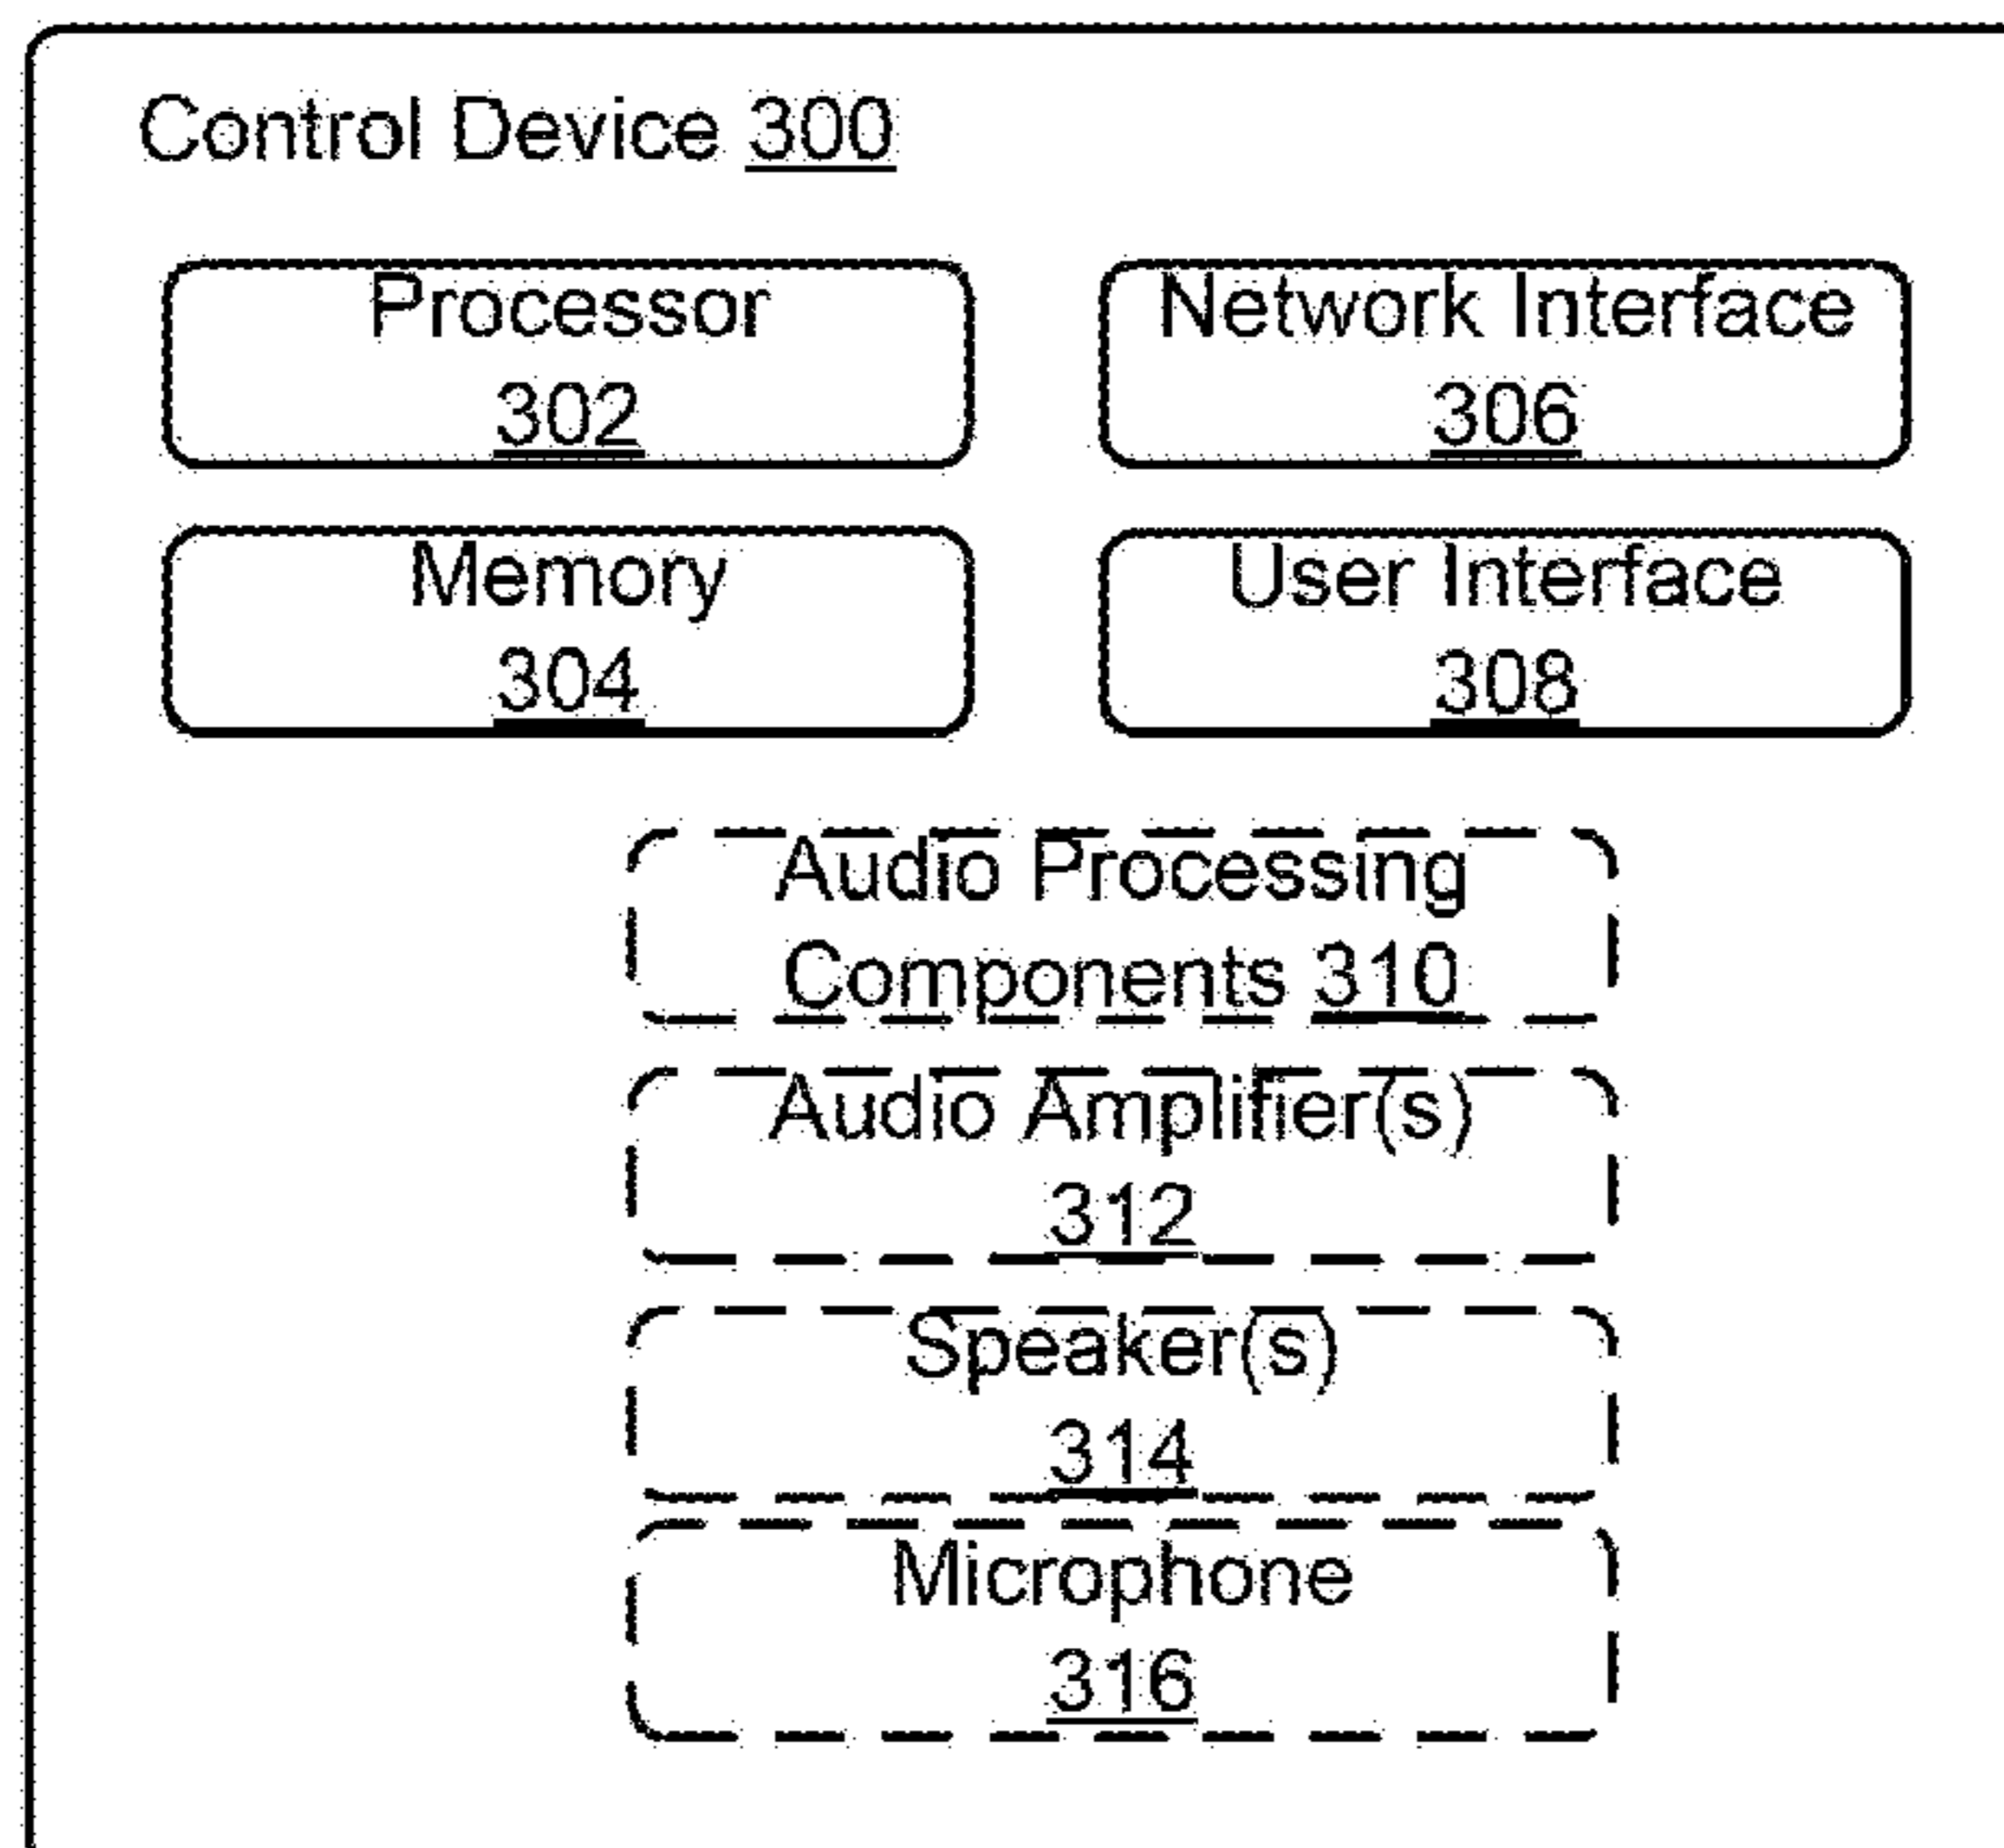 Control Device 300
Processor
302
Network Interface
306
Memory
304
User Interface
308
Audio Processing
Components 310
Audio Amplifier(s)
312
Speaker(s)
314
Microphone
316